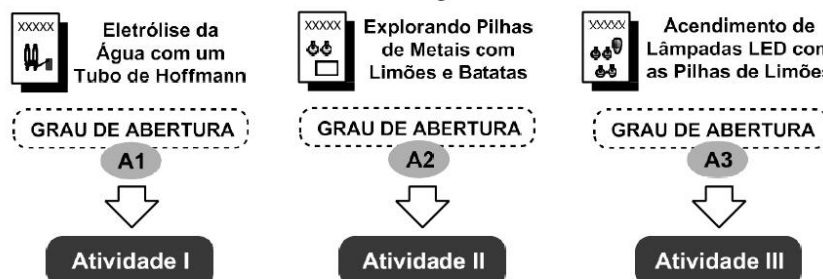 XXXXX
Eletrólise da
Água com um
Tubo de Hoffmann
GRAU DE ABERTURA
A1
Atividade I
XXXXX
Explorando Pilhas
de Metais com
Limões e Batatas
GRAU DE ABERTURA
A2
Atividade II
XXXXX
Acendimento de
Lâmpadas LED com
as Pilhas de Limões
GRAU DE ABERTURA
A3
Atividade III